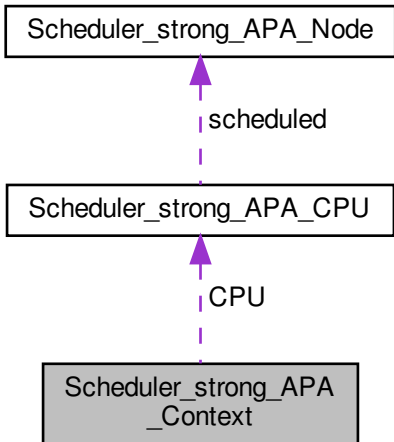 Scheduler_strong_APA_Node
scheduled
Scheduler_strong_APA_CPU
CPU
Scheduler_strong_APA
_Context